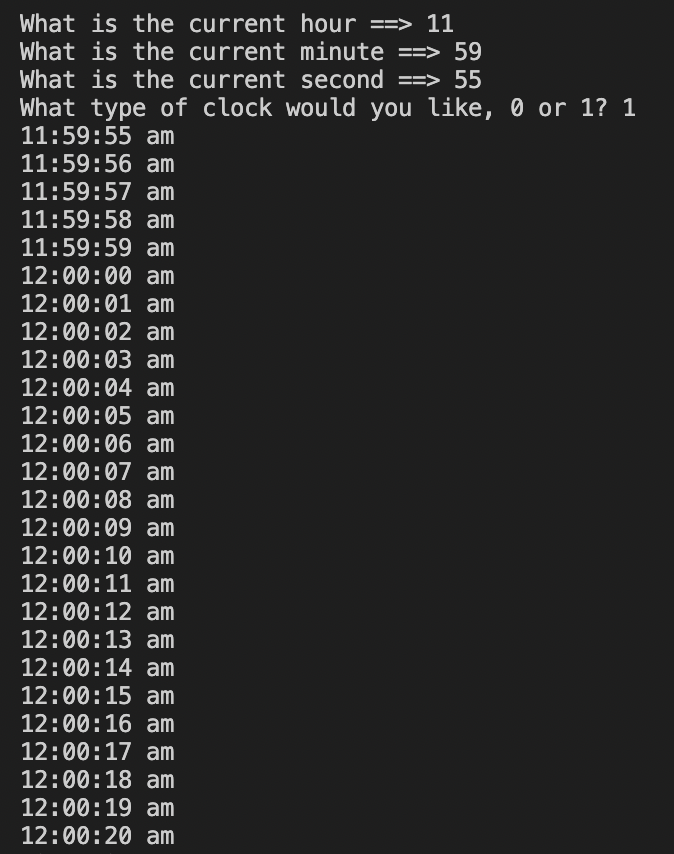 What is the current hour ==> 11
What is the current minute ==> 59
What is the current second ==> 55
What type of clock would you like, 0 or 1? 1
11:59:55 am
11:59:56 am
11:59:57 am
11:59:58 am
11:59:59 am
12:00:00 am
12:00:01 am
12:00:02 am
12:00:03 am
12:00:04 am
12:00:05 am
12:00:06 am
12:00:07 am
12:00:08 am
12:00:09 am
12:00:10 am
12:00:11 am
12:00:12 am
12:00:13 am
12:00:14 am
12:00:15 am
12:00:16 am
12:00:17 am
12:00:18 am
12:00:19 am
12:00:20 am